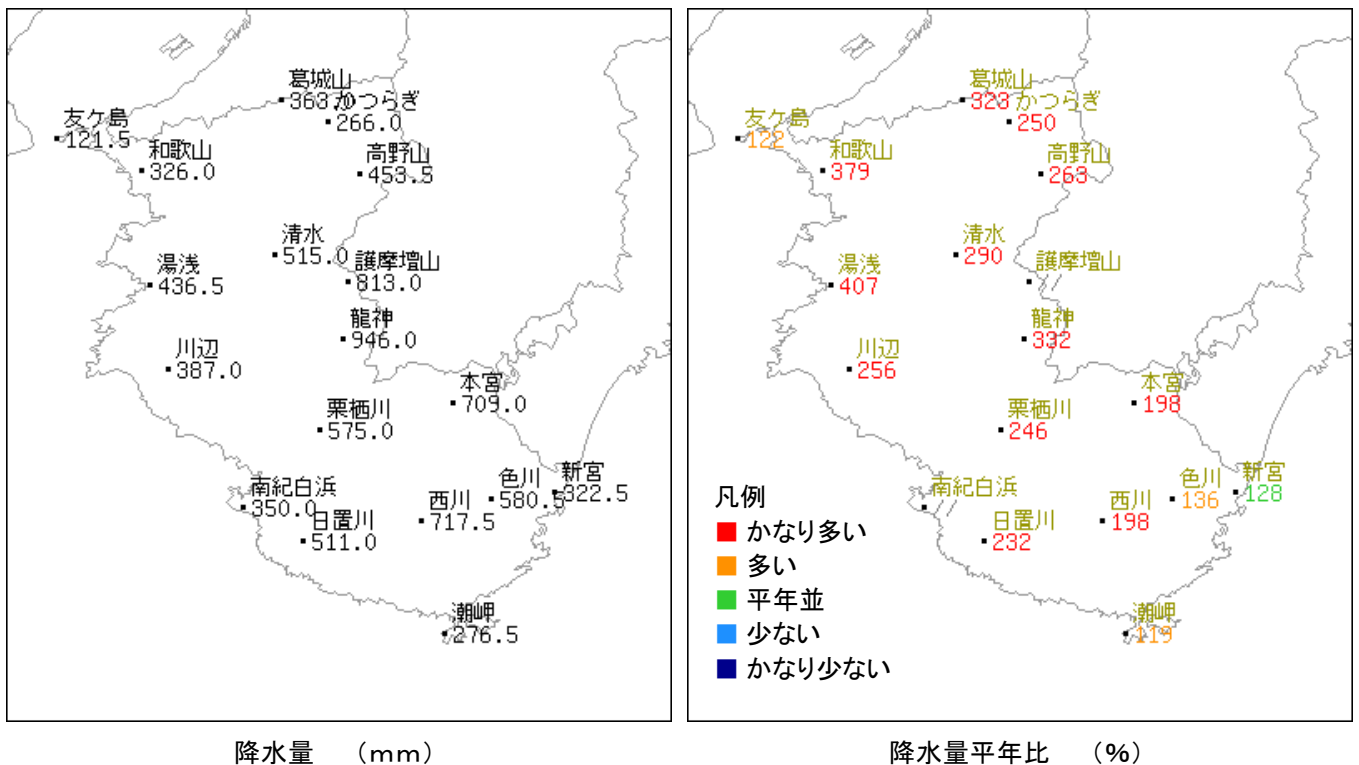 葛城山
363.0
かつらぎ
266.0
友ケ島
121.5
和歌山
326.0
高野山
453.5
清水
515.0
湯浅
436.5
護摩壇山
813.0
龍神
946.0
川辺
387.0
本宮
709.0
栗栖川
575.0
南紀白浜
350.0
日置川
511.0
西川
717.5
色川
580.5
新宮
322.5
潮岬
276.5
降水量 (mm)
葛城山
323
かつらぎ
250
友ケ島
122
和歌山
379
高野山
263
清水
290
湯浅
407
護摩壇山
//
龍神
332
川辺
256
本宮
198
栗栖川
246
南紀白浜
//
日置川
232
西川
198
色川
136
新宮
128
潮岬
119
凡例
かなり多い
多い
平年並
少ない
かなり少ない
降水量平年比 (%)